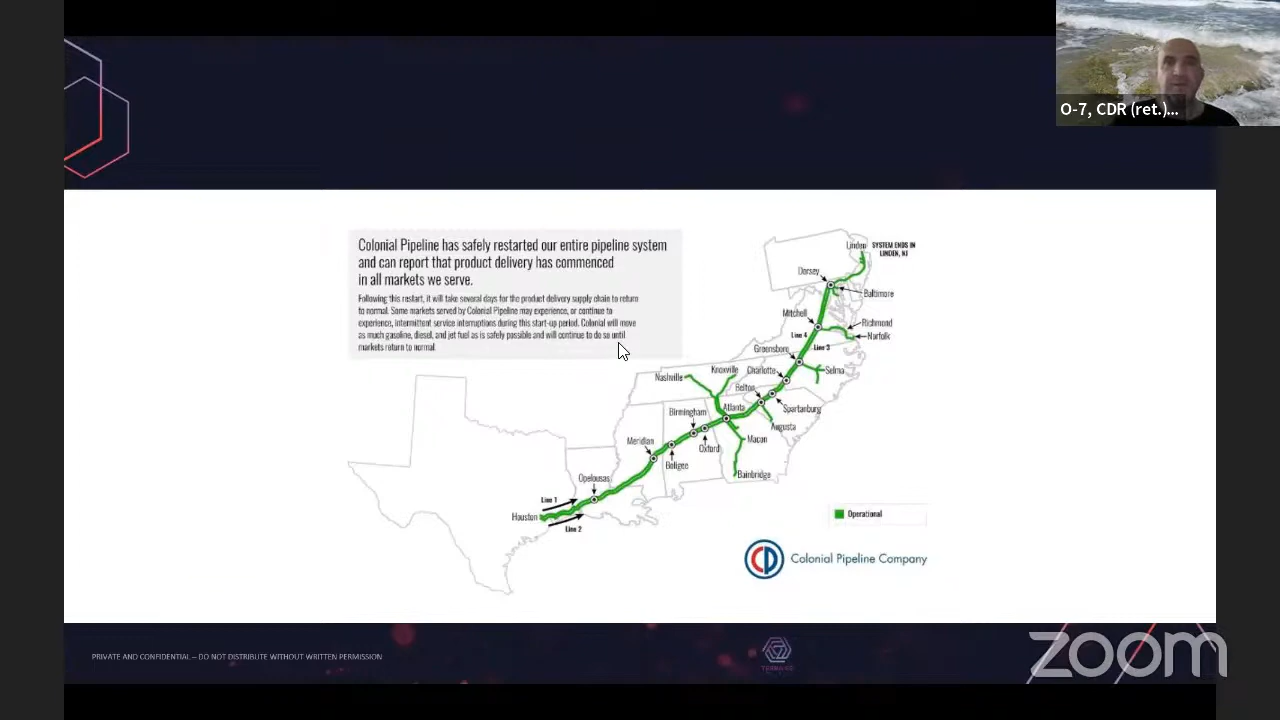 O-7, CDR (ret.)...
Colonial Pipeline has safely restarted our entire pipeline system
and can report that product delivery has commenced
in all markets we serve.
Following this restart, it will take several days for the product delivery supply chain to return
to normal. Some markets served by Colonial Pipeline may experience, or continue to
experience, intermittent service interruptions during this start-up period. Colonial will move
as much gasoline, diesel, and jet fuel as is safely possible and will continue to do so until
markets return to normal.
Linden
SYSTEM ENDS IN
LINDEN, NJ
Dorsey
Baltimore
Mitchell
Richmond
Line 4
Norfolk
Greensboro
Line 3
Nashville
Knoxville
Charlotte
Selma
Belton
Birmingham
Atlanta
Spartanburg
Augusta
Meridian
Oxford
Macon
Beligee
Bainbridge
Opelousas
Line 1
Houston
Line 2
Operational
CP
Colonial Pipeline Company
PRIVATE AND CONFIDENTIAL – DO NOT DISTRIBUTE WITHOUT WRITTEN PERMISSION
zoom